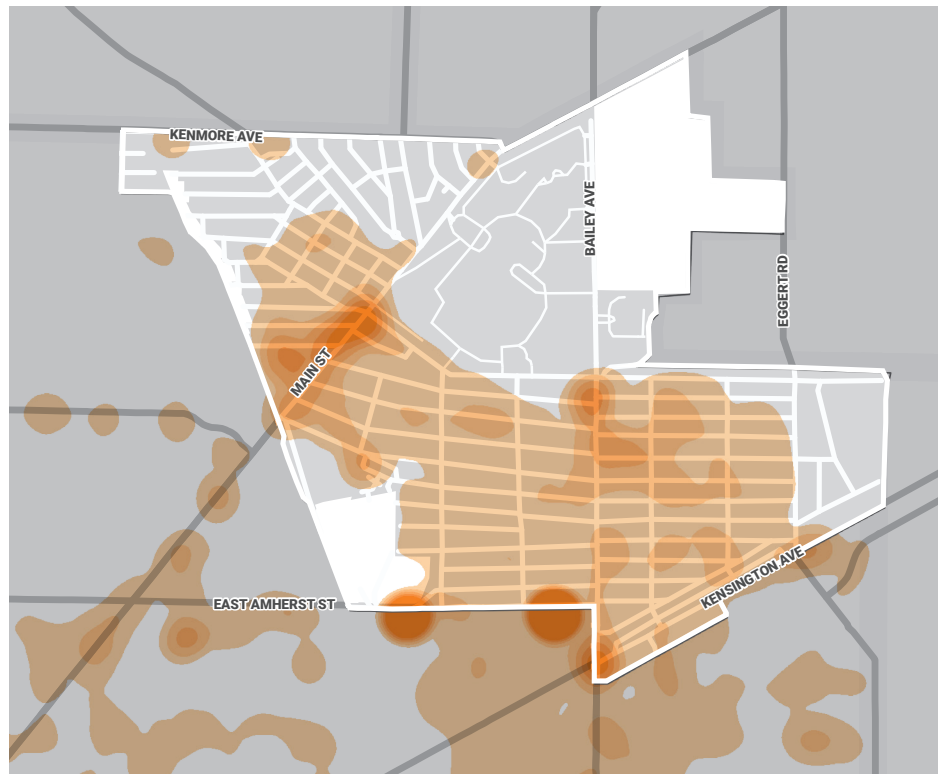 KENMORE AVE
BAILEY AVE
EGGERT RD
MAIN ST
KENSINGTON AVE
EAST AMHERST ST